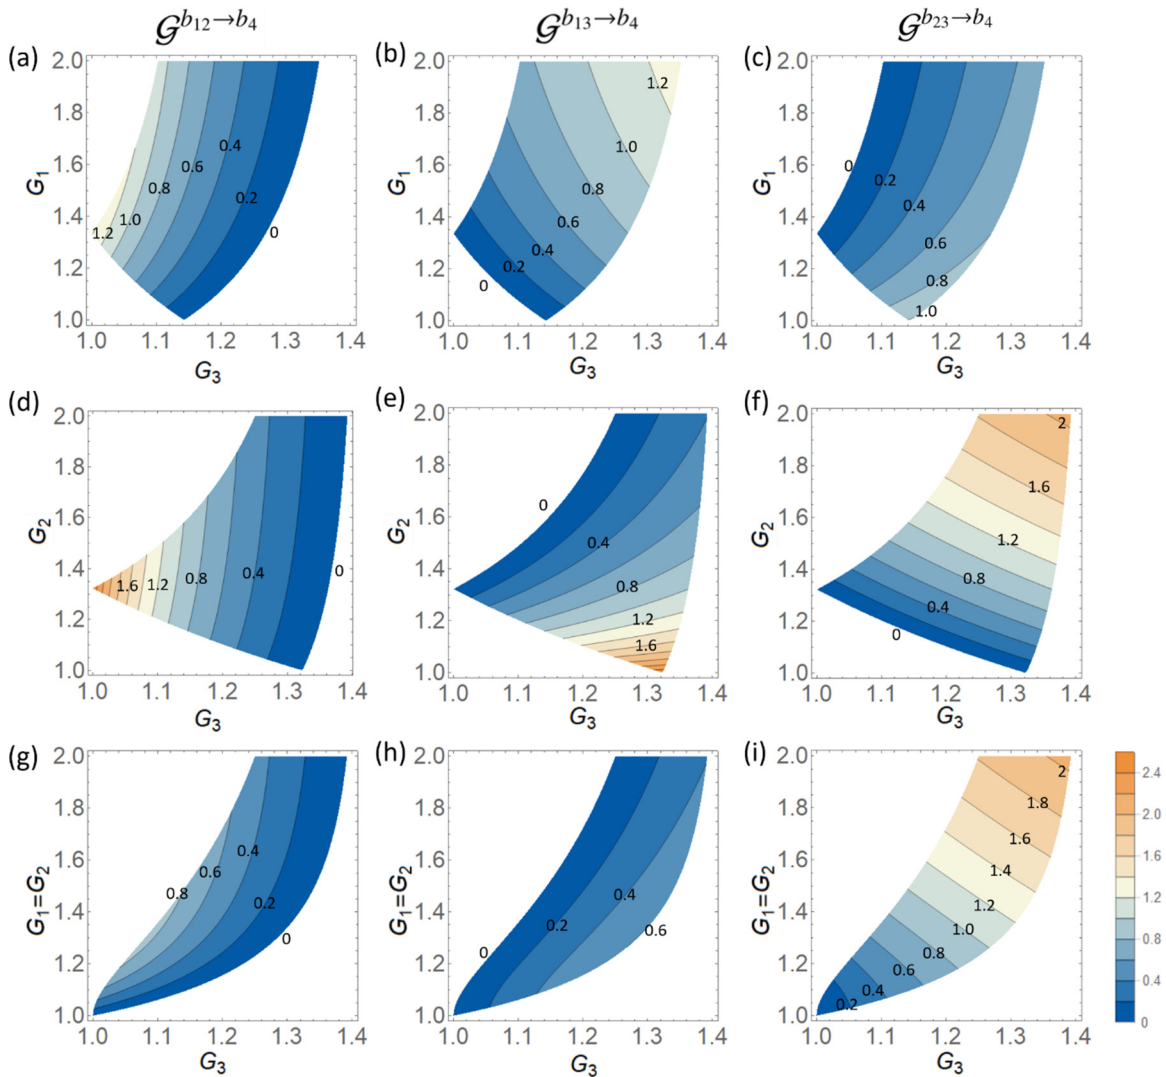 𝒢^{b₁₂→b₄} 𝒢^{b₁₃→b₄} 𝒢^{b₂₃→b₄}
(a) (b) (c)
2.0 1.8 1.6 1.4 1.2 1.0
G₁
1.2 1.0 0.8 0.6 0.4 0.2 0
1.0 1.1 1.2 1.3 1.4
G₃
2.0 1.8 1.6 1.4 1.2 1.0
G₁
0 0.2 0.4 0.6 0.8 1.0 1.2
1.0 1.1 1.2 1.3 1.4
G₃
2.0 1.8 1.6 1.4 1.2 1.0
G₁
0 0.2 0.4 0.6 0.8 1.0
1.0 1.1 1.2 1.3 1.4
G₃
(d) (e) (f)
2.0 1.8 1.6 1.4 1.2 1.0
G₂
1.6 1.2 0.8 0.4 0
1.0 1.1 1.2 1.3 1.4
G₃
2.0 1.8 1.6 1.4 1.2 1.0
G₂
0 0.4 0.8 1.2 1.6
1.0 1.1 1.2 1.3 1.4
G₃
2.0 1.8 1.6 1.4 1.2 1.0
G₂
2 1.6 1.2 0.8 0.4 0
1.0 1.1 1.2 1.3 1.4
G₃
(g) (h) (i)
2.0 1.8 1.6 1.4 1.2 1.0
G₁=G₂
0.8 0.6 0.4 0.2 0
1.0 1.1 1.2 1.3 1.4
G₃
2.0 1.8 1.6 1.4 1.2 1.0
G₁=G₂
0 0.2 0.4 0.6
1.0 1.1 1.2 1.3 1.4
G₃
2.0 1.8 1.6 1.4 1.2 1.0
G₁=G₂
2 1.8 1.6 1.4 1.2 1.0 0.8 0.6 0.4 0.2
1.0 1.1 1.2 1.3 1.4
G₃
2.4
2.0
1.6
1.2
0.8
0.4
0